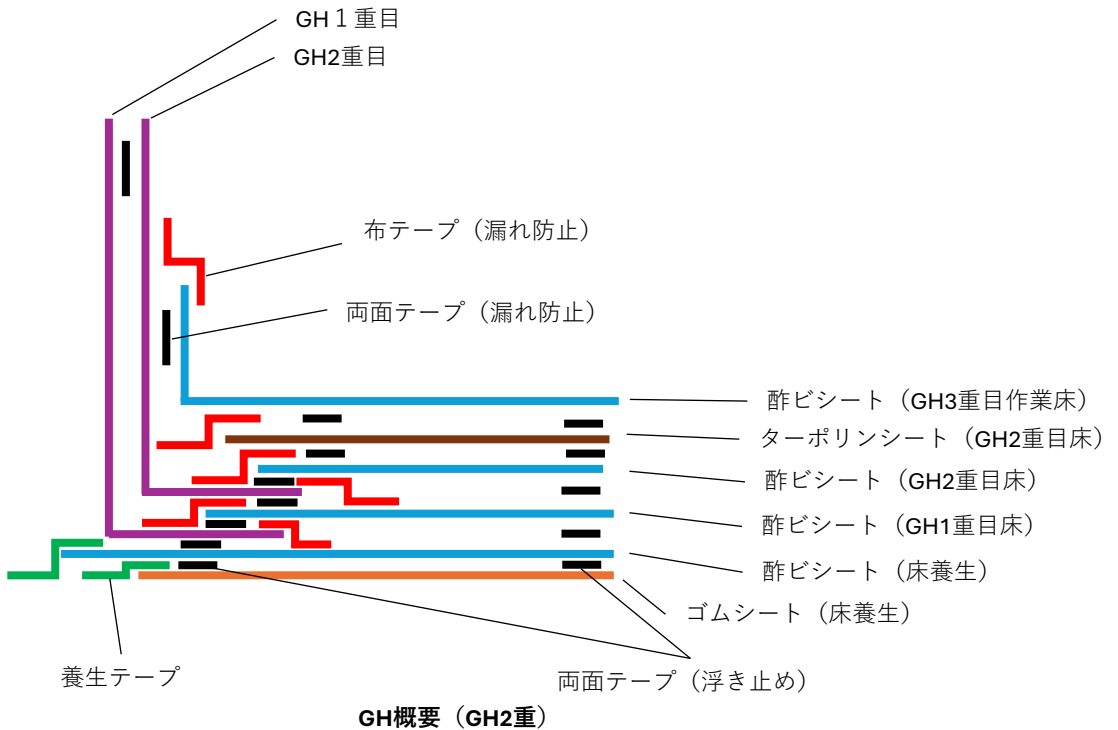 GH１重目
GH2重目
布テープ（漏れ防止）
両面テープ（漏れ防止）
酢ビシート（GH3重目作業床）
ターポリンシート（GH2重目床）
酢ビシート（GH2重目床）
酢ビシート（GH1重目床）
酢ビシート（床養生）
ゴムシート（床養生）
養生テープ
両面テープ（浮き止め）
GH概要（GH2重）